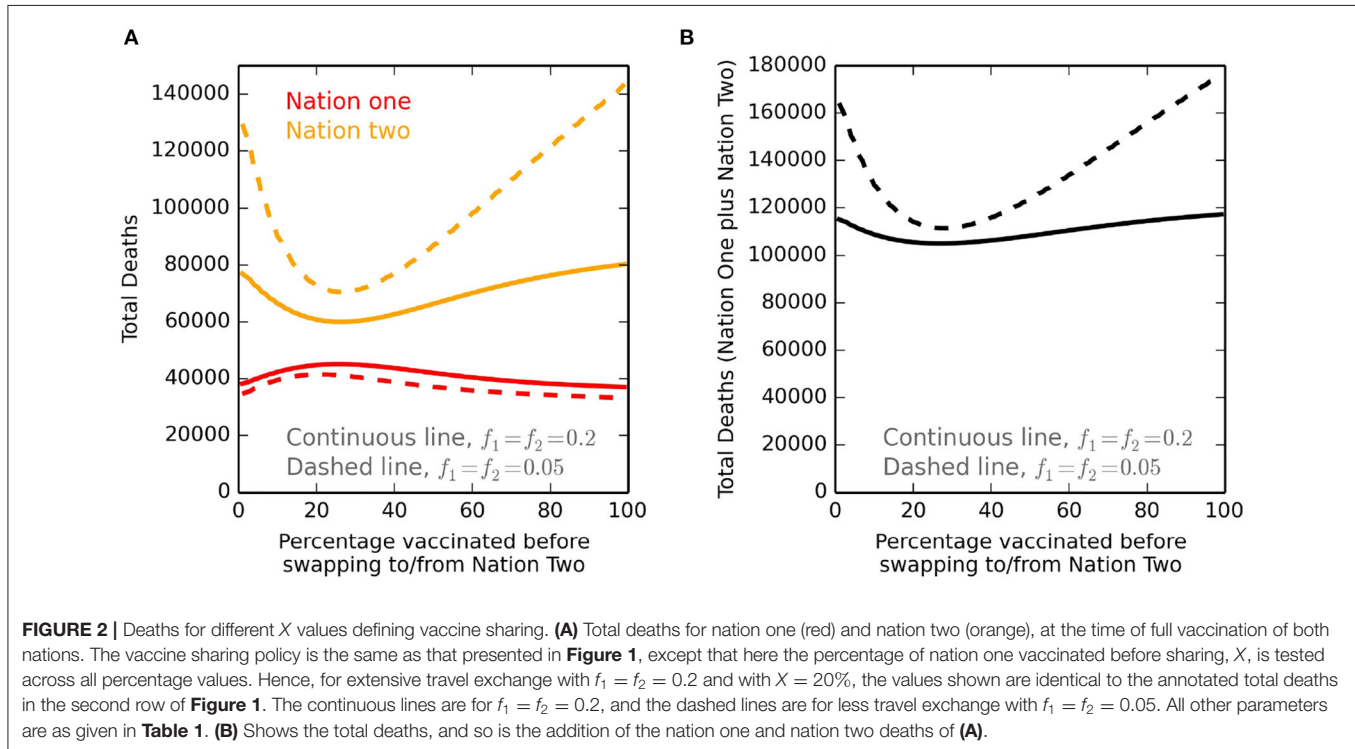 A
Total Deaths
140000
120000
100000
80000
60000
40000
20000
0
Nation one
Nation two
Continuous line, f₁ = f₂ = 0.2
Dashed line, f₁ = f₂ = 0.05
0 20 40 60 80 100
Percentage vaccinated before
swapping to/from Nation Two
B
Total Deaths (Nation One plus Nation Two)
180000
160000
140000
120000
100000
80000
60000
40000
20000
0
Continuous line, f₁ = f₂ = 0.2
Dashed line, f₁ = f₂ = 0.05
0 20 40 60 80 100
Percentage vaccinated before
swapping to/from Nation Two
FIGURE 2 | Deaths for different X values defining vaccine sharing. (A) Total deaths for nation one (red) and nation two (orange), at the time of full vaccination of both
nations. The vaccine sharing policy is the same as that presented in Figure 1, except that here the percentage of nation one vaccinated before sharing, X, is tested
across all percentage values. Hence, for extensive travel exchange with f₁ = f₂ = 0.2 and with X = 20%, the values shown are identical to the annotated total deaths
in the second row of Figure 1. The continuous lines are for f₁ = f₂ = 0.2, and the dashed lines are for less travel exchange with f₁ = f₂ = 0.05. All other parameters
are as given in Table 1. (B) Shows the total deaths, and so is the addition of the nation one and nation two deaths of (A).